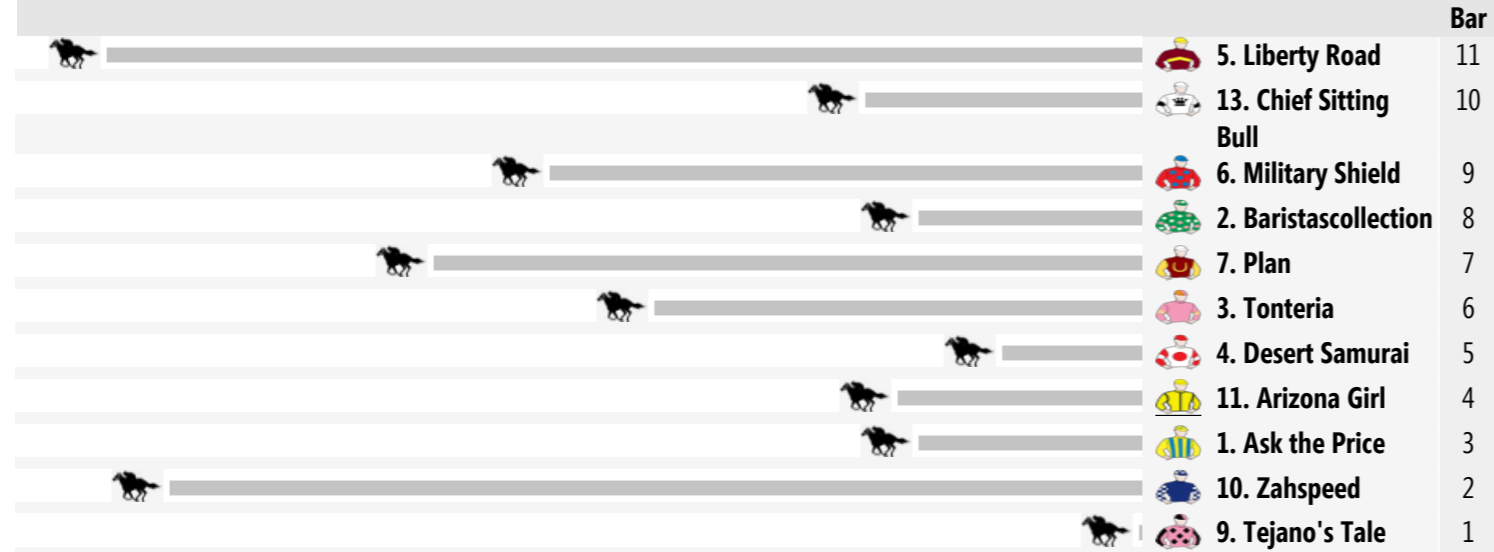 Bar
5. Liberty Road 11
13. Chief Sitting 10
Bull
6. Military Shield 9
2. Baristascollection 8
7. Plan 7
3. Tonteria 6
4. Desert Samurai 5
11. Arizona Girl 4
1. Ask the Price 3
10. Zahspeed 2
9. Tejano's Tale 1